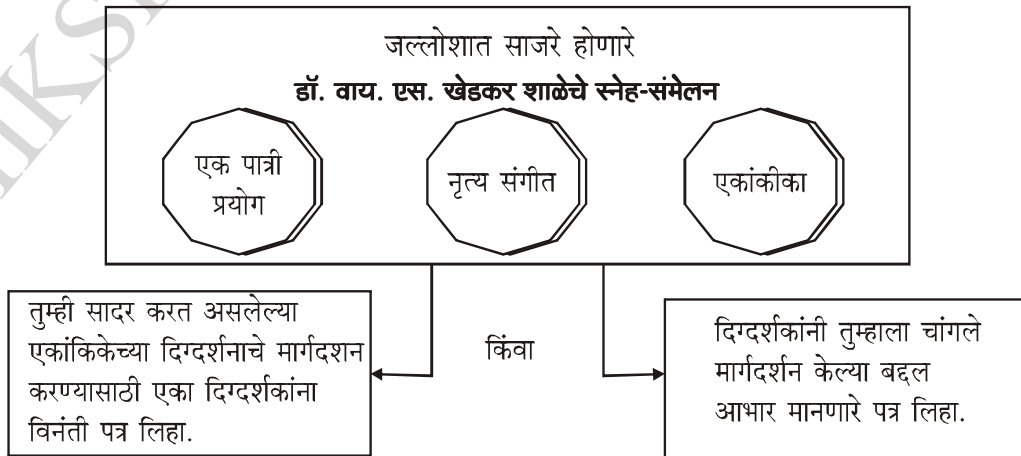 जल्लोशात साजरे होणारे
डॉ. वाय. एस. खेडकर शाळेचे स्नेह-संमेलन
एक पात्री
प्रयोग
नृत्य संगीत
एकांकीका
तुम्ही सादर करत असलेल्या
एकांकिकेच्या दिग्दर्शनाचे मार्गदशन
करण्यासाठी एका दिग्दर्शकांना
विनंती पत्र लिहा.
किंवा
दिग्दर्शकांनी तुम्हाला चांगले
मार्गदर्शन केल्या बद्दल
आभार मानणारे पत्र लिहा.